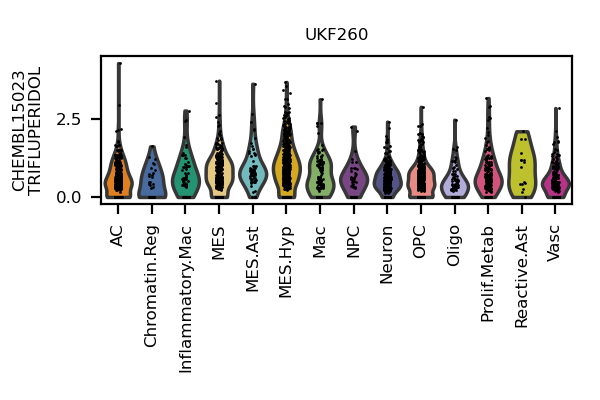 UKF260
CHEMBL15023
TRIFLUPERIDOL
2.5
0.0
AC
Chromatin.Reg
Inflammatory.Mac
MES
MES.Ast
MES.Hyp
Mac
NPC
Neuron
OPC
Oligo
Prolif.Metab
Reactive.Ast
Vasc